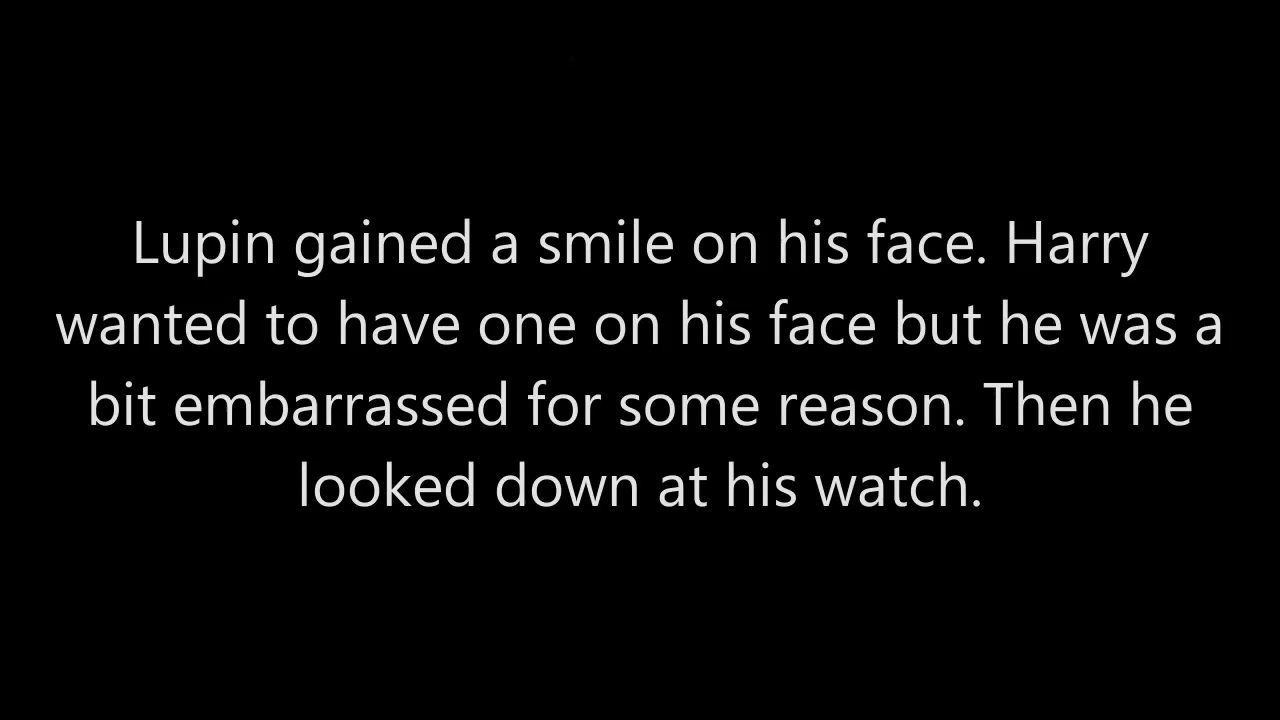 Lupin gained a smile on his face. Harry
wanted to have one on his face but he was a
bit embarrassed for some reason. Then he
looked down at his watch.